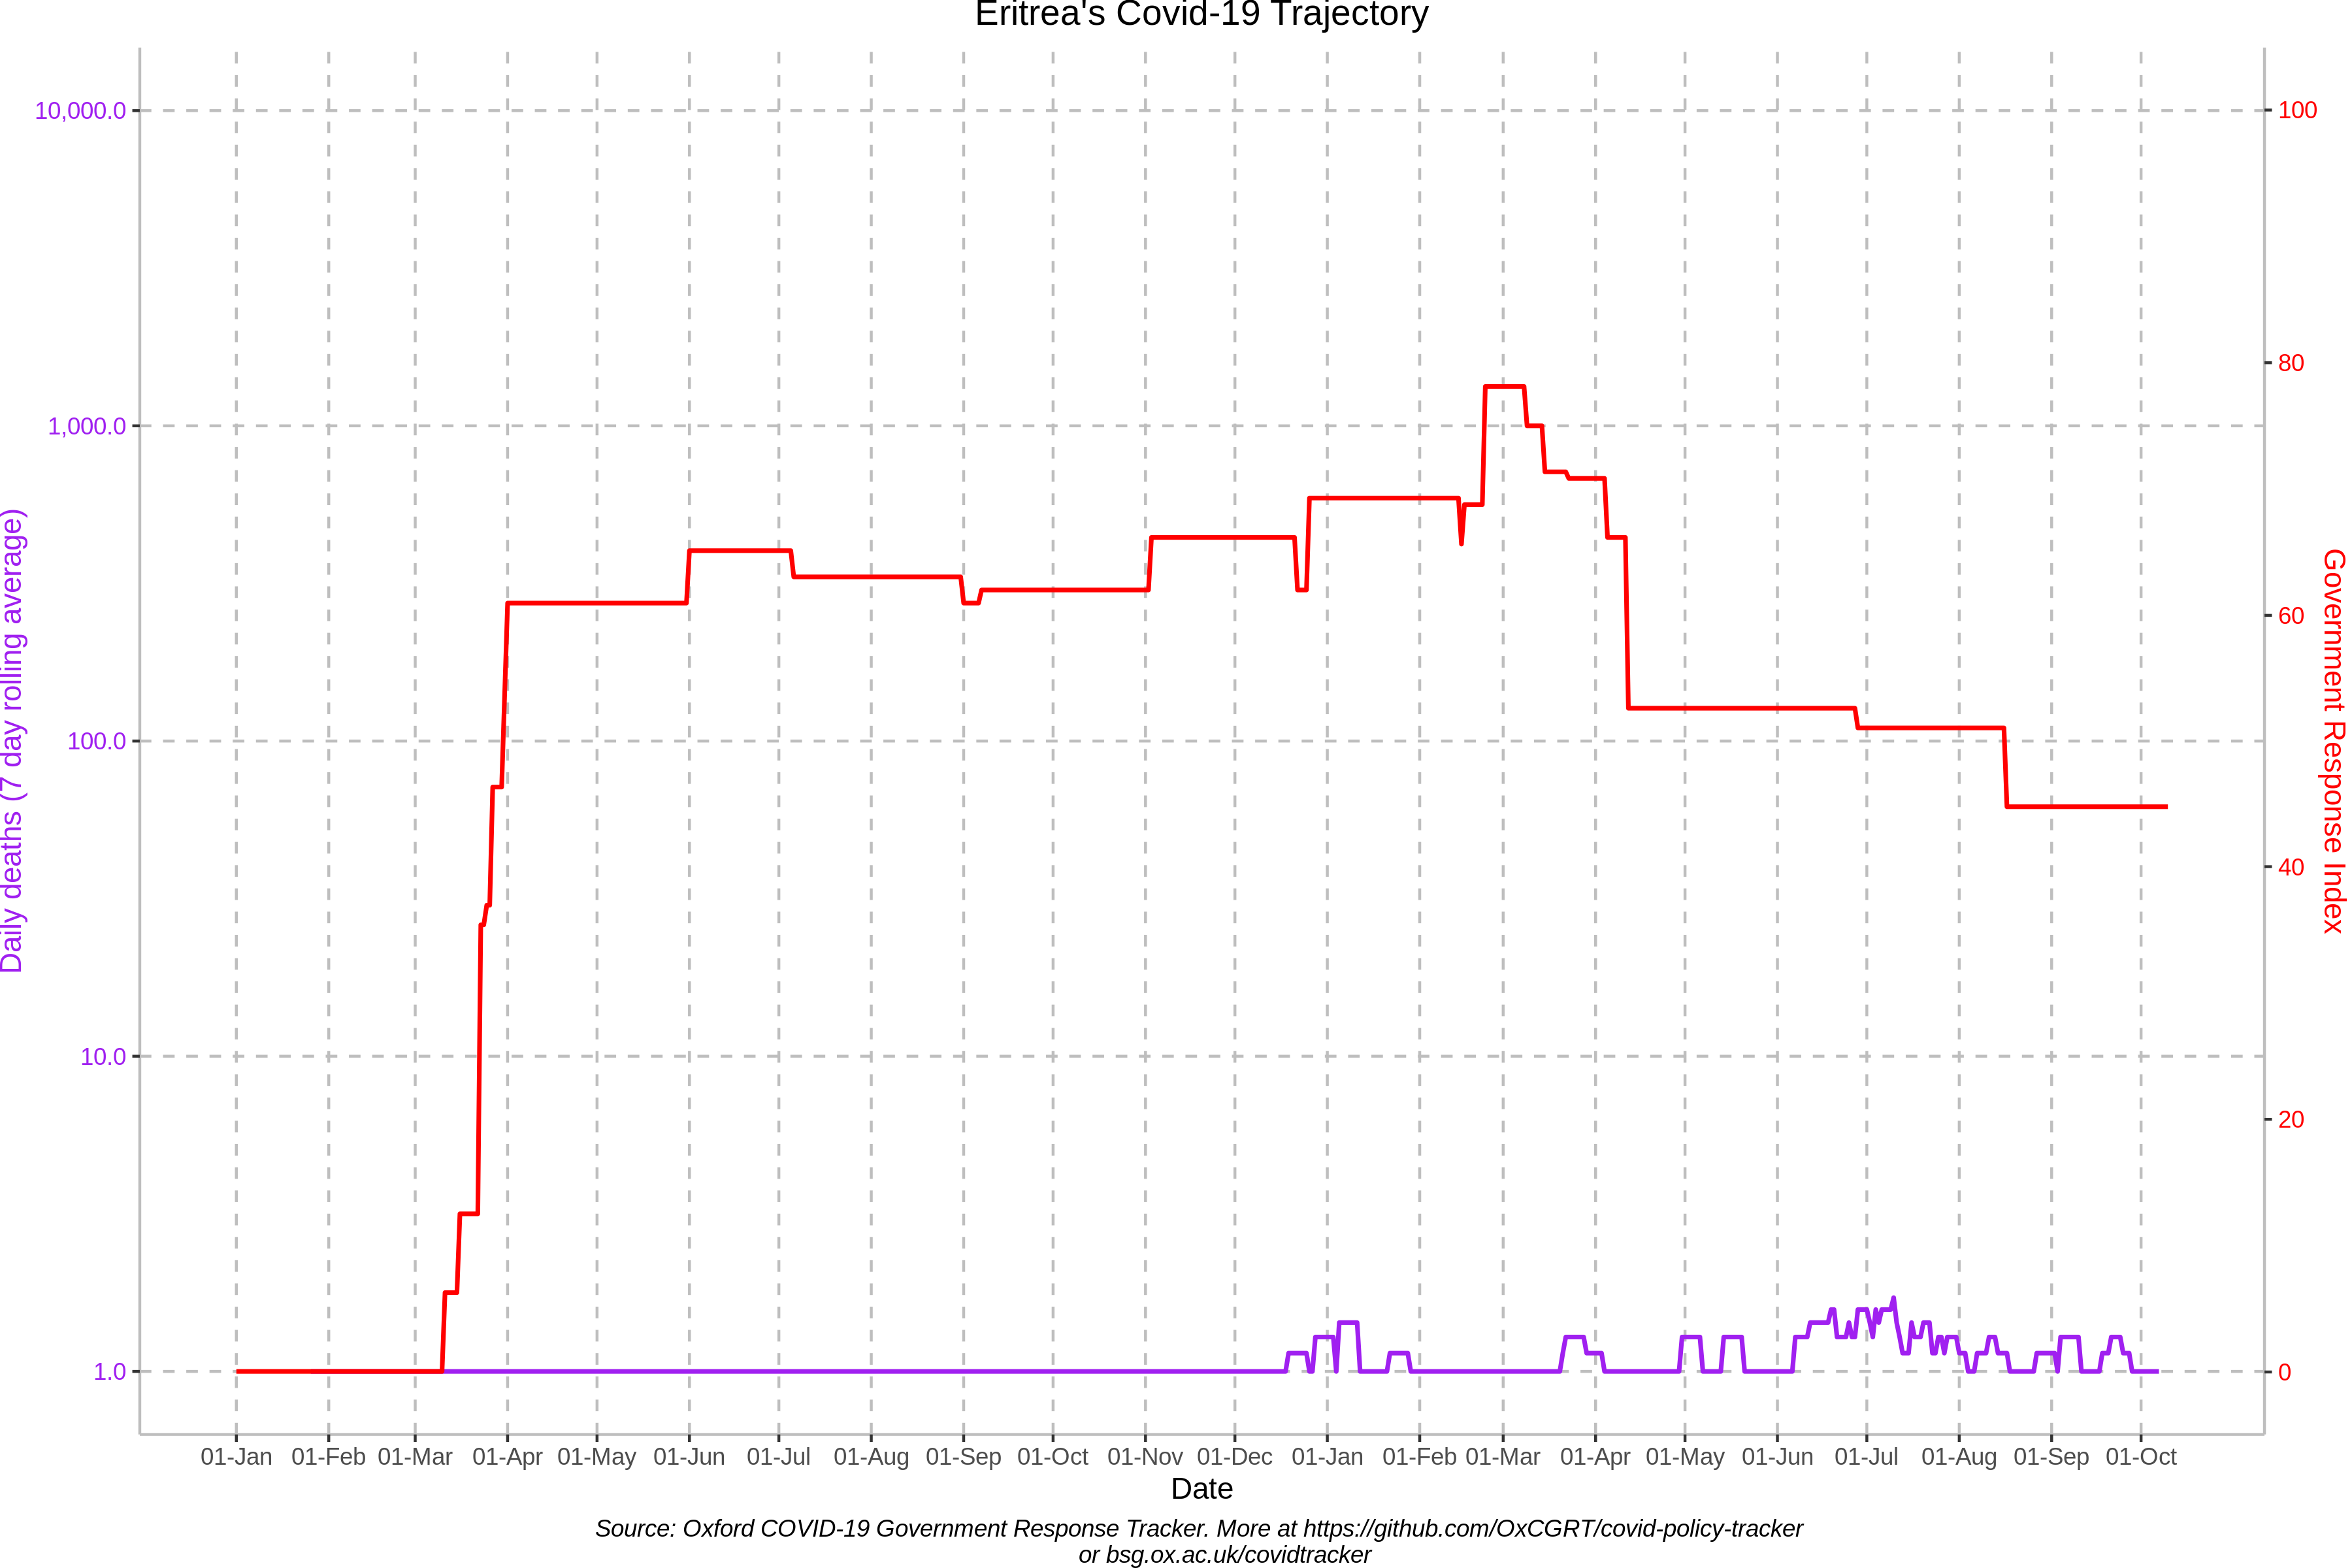 Eritrea's Covid-19 Trajectory
10,000.0
1,000.0
100.0
10.0
1.0
Daily deaths (7 day rolling average)
100
80
60
40
20
0
Government Response Index
01-Jan 01-Feb 01-Mar 01-Apr 01-May 01-Jun 01-Jul 01-Aug 01-Sep 01-Oct 01-Nov 01-Dec 01-Jan 01-Feb 01-Mar 01-Apr 01-May 01-Jun 01-Jul 01-Aug 01-Sep 01-Oct
Date
Source: Oxford COVID-19 Government Response Tracker. More at https://github.com/OxCGRT/covid-policy-tracker
or bsg.ox.ac.uk/covidtracker